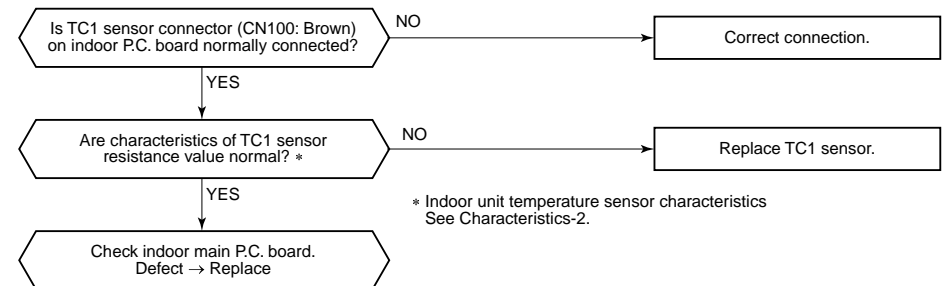 Is TC1 sensor connector (CN100: Brown)
on indoor P.C. board normally connected?
NO
Correct connection.
YES
Are characteristics of TC1 sensor
resistance value normal? *
NO
Replace TC1 sensor.
YES
* Indoor unit temperature sensor characteristics
See Characteristics-2.
Check indoor main P.C. board.
Defect → Replace